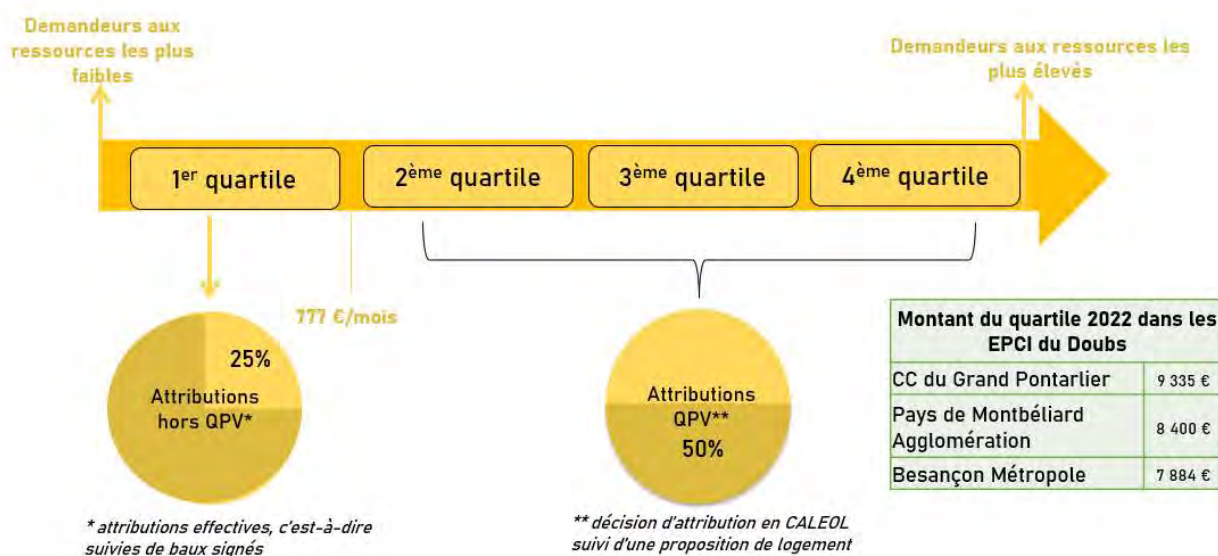 Demandeurs aux
ressources les plus
faibles
Demandeurs aux ressources les
plus élevés
1er quartile
2ème quartile
3ème quartile
4ème quartile
777 €/mois
25%
Attributions
hors QPV*
Attributions
QPV**
50%
Montant du quartile 2022 dans les
EPCI du Doubs
CC du Grand Pontarlier 9 335 €
Pays de Montbéliard
Agglomération 8 400 €
Besançon Métropole 7 884 €
* attributions effectives, c'est-à-dire
suivies de baux signés
** décision d'attribution en CALEOL
suivi d'une proposition de logement